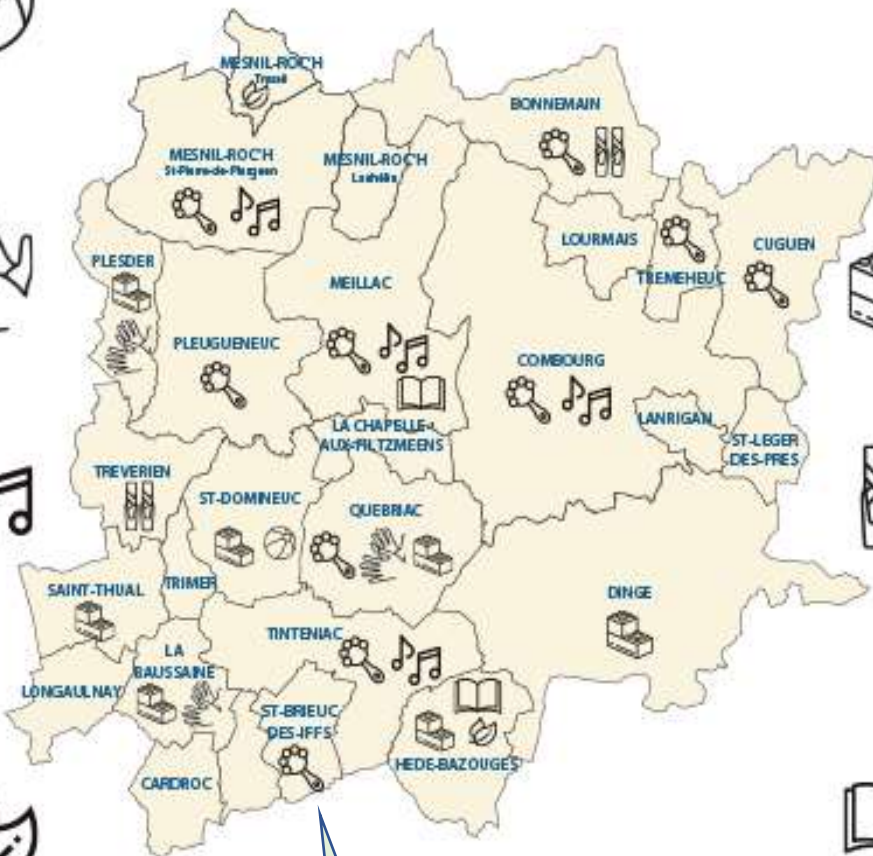 MESNIL-ROC'H
Tressé
BONNEMAIN
MESNIL-ROC'H
St-Pierre-de-Plesguen
MESNIL-ROC'H
Lanhélin
LOURMAIS
CUGUEN
TREMEHEUC
PLESDER
MEILLAC
PLEUGUENEUC
COMBOURG
LANRIGAN
LA CHAPELLE-
AUX-FILTZMEENS
ST-LEGER
DES-PRES
TREVERIEN
ST-DOMINEUC
QUEBRIAC
SAINT-THUAL
TRIMER
DINGE
TINTENIAC
LA
BAUSSAINE
LONGAULNAY
ST-BRIEUC
DES-IFFS
HEDE-BAZOUGES
CARDROC